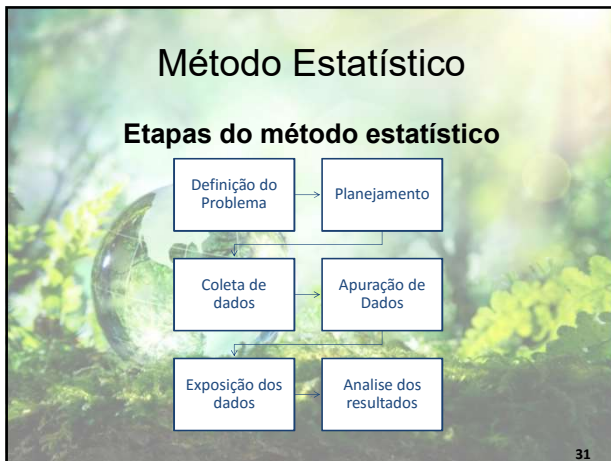 Método Estatístico
Etapas do método estatístico
Definição do
Problema
Planejamento
Coleta de
dados
Apuração de
Dados
Exposição dos
dados
Analise dos
resultados
31